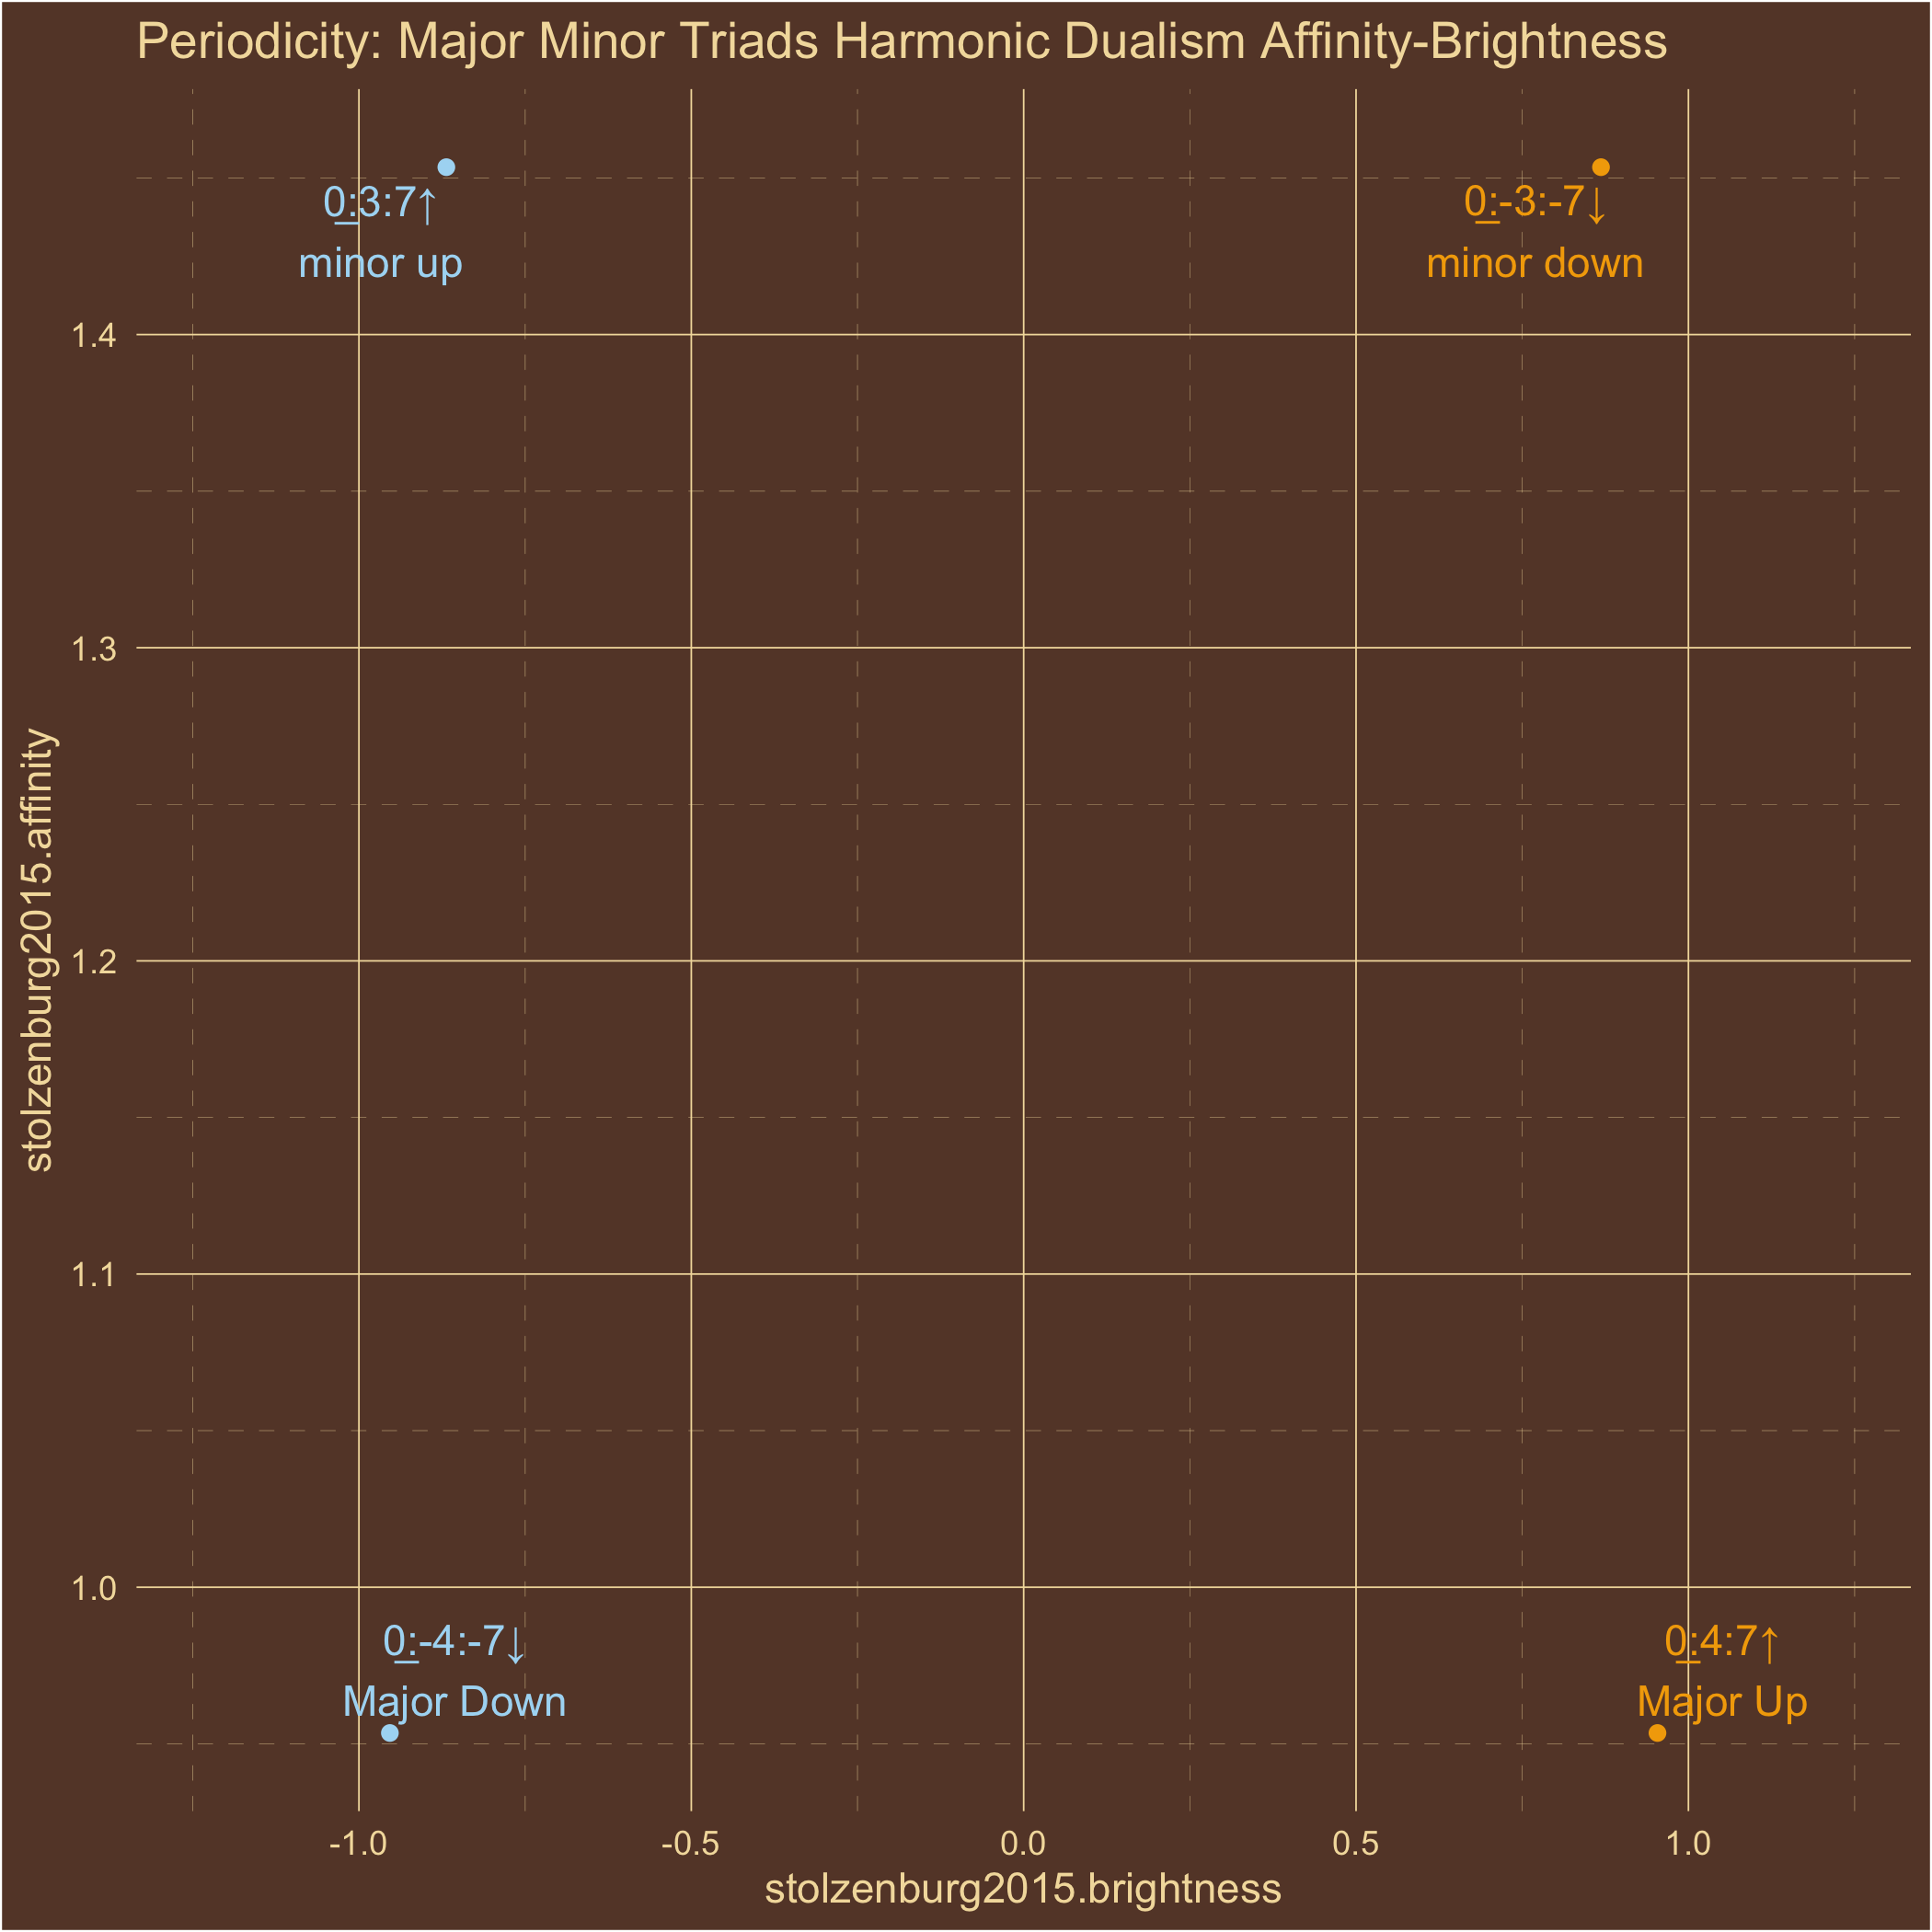 Periodicity: Major Minor Triads Harmonic Dualism Affinity-Brightness
0:3:7↑
minor up
0:-3:-7↓
minor down
1.4
1.3
1.2
1.1
1.0
stolzenburg2015.affinity
0:-4:-7↓
Major Down
0:4:7↑
Major Up
-1.0
-0.5
0.0
0.5
1.0
stolzenburg2015.brightness